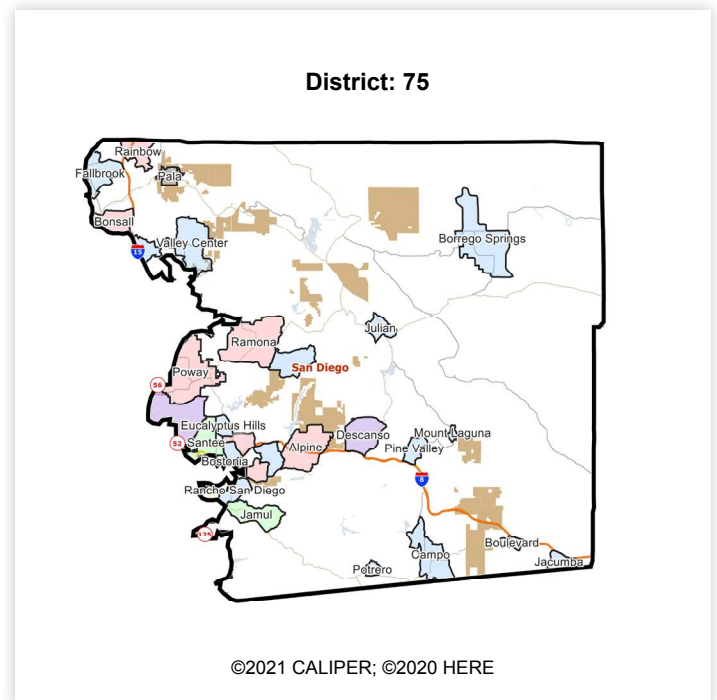 District: 75
Rainbow
Fallbrook
Pala
Bonsall
Valley Center
Borrego Springs
15
Julian
Ramona
San Diego
Poway
56
Eucalyptus Hills
Mount Laguna
52
Santee
Alpine
Descanso
Pine Valley
Bostonia
8
Rancho San Diego
Jamul
Boulevard
Campo
Jacumba
Potrero
©2021 CALIPER; ©2020 HERE